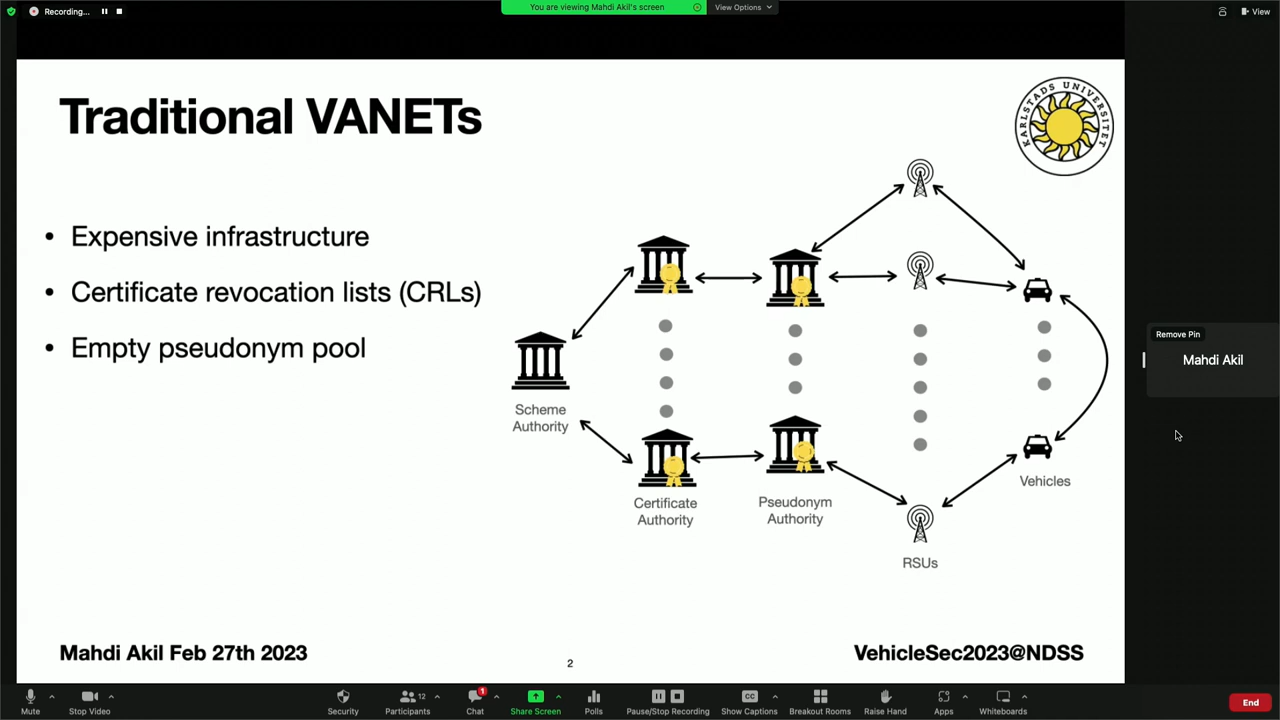 Recording...
You are viewing Mahdi Akil's screen
View Options
View
Traditional VANETs
KARLSTADS UNIVERSITET
• Expensive infrastructure
• Certificate revocation lists (CRLs)
• Empty pseudonym pool
Scheme
Authority
Certificate
Authority
Pseudonym
Authority
RSUs
Vehicles
Remove Pin
Mahdi Akil
Mahdi Akil Feb 27th 2023
2
VehicleSec2023@NDSS
Mute
Stop Video
Security
12
Participants
1
Chat
Share Screen
Polls
Pause/Stop Recording
CC
Show Captions
Breakout Rooms
Raise Hand
Apps
Whiteboards
End